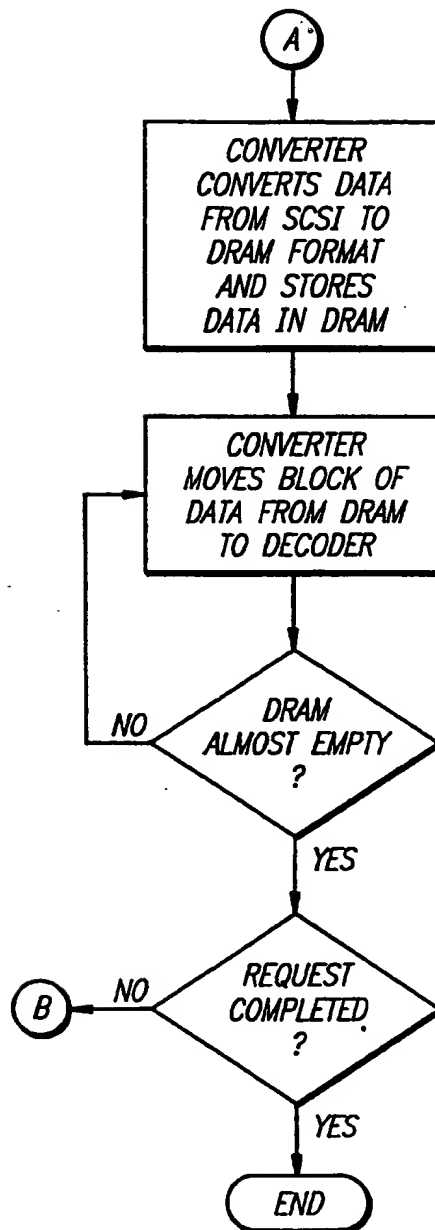 A
CONVERTER
CONVERTS DATA
FROM SCSI TO
DRAM FORMAT
AND STORES
DATA IN DRAM
CONVERTER
MOVES BLOCK OF
DATA FROM DRAM
TO DECODER
DRAM
ALMOST EMPTY
?
NO
YES
REQUEST
COMPLETED
?
NO
B
YES
END